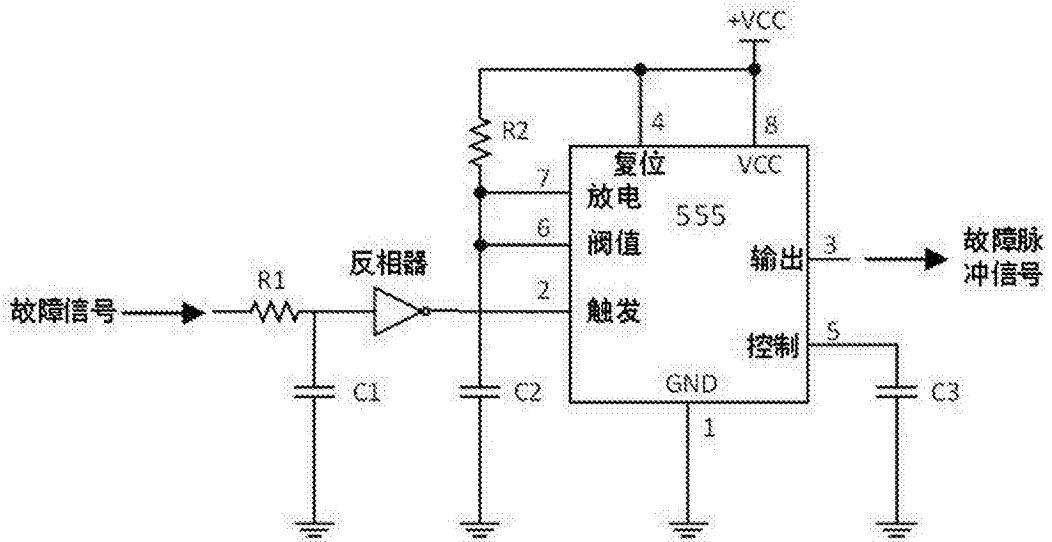 +VCC
R2
4
8
复位
VCC
7
放电
555
6
阀值
反相器
输出
3
故障脉
冲信号
R1
2
故障信号
触发
5
控制
C1
C2
GND
C3
1